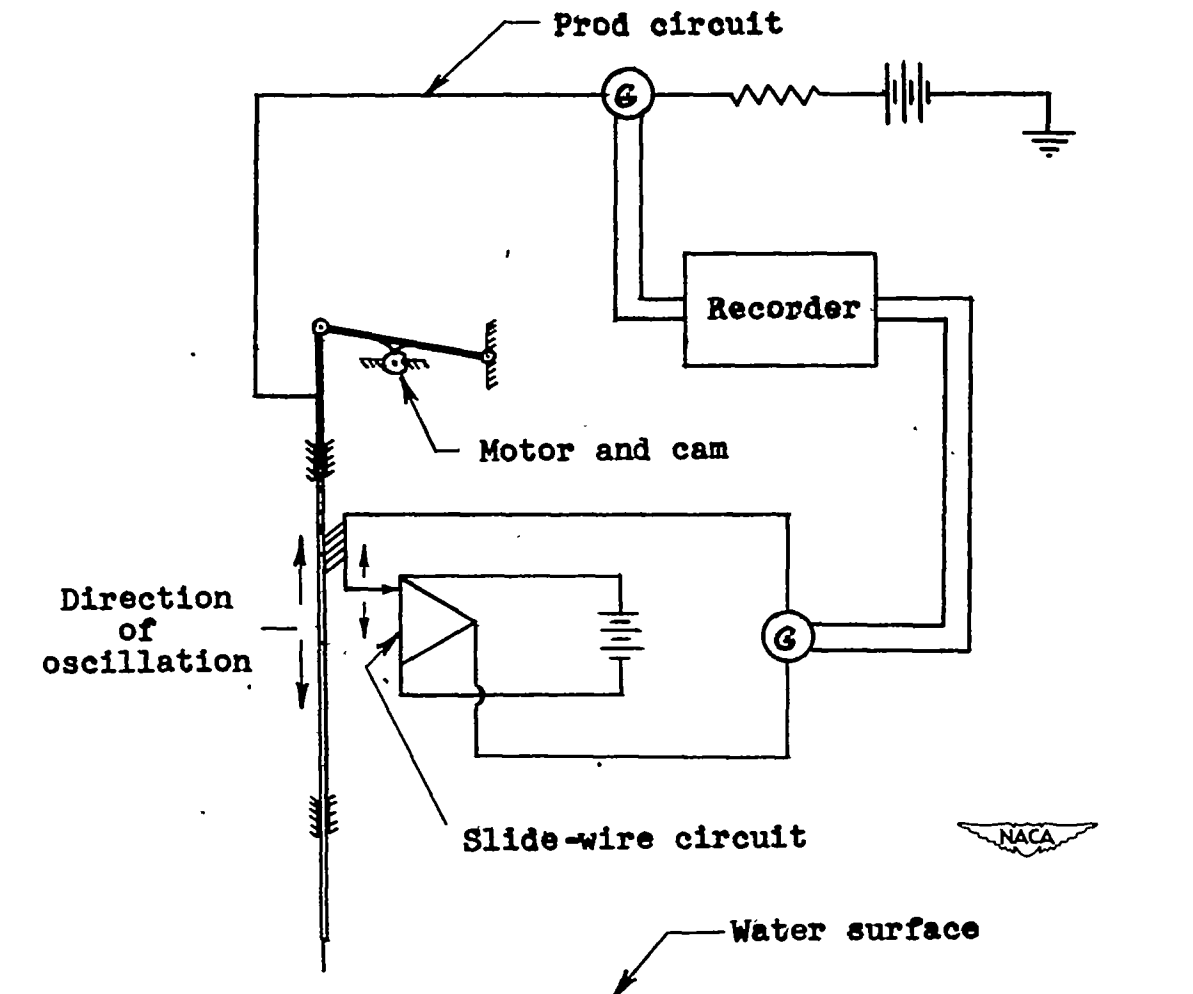 Prod circuit
G
Recorder
Motor and cam
Direction
of
oscillation
G
Slide-wire circuit
NACA
Water surface